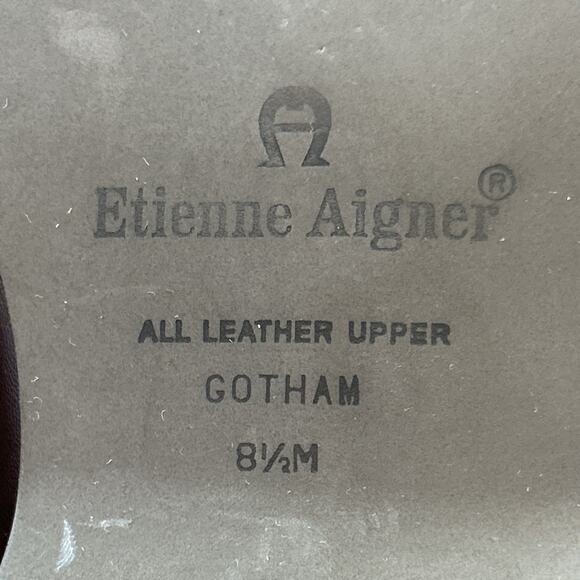 Etienne Aigner®
ALL LEATHER UPPER
GOTHAM
8½M